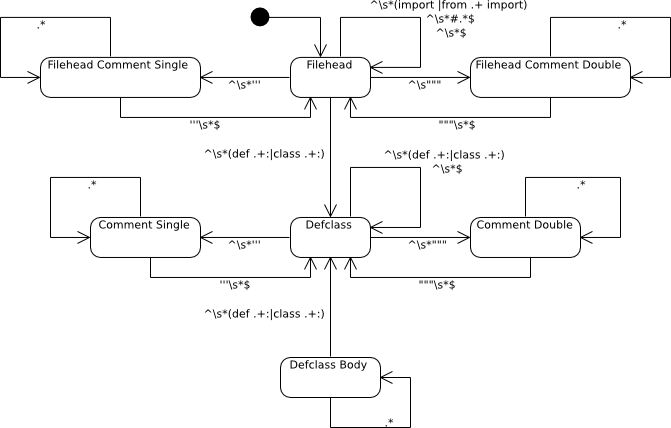 ^\s*(import |from .+ import)
^\s*#.*$
^\s*$
.*
.*
Filehead Comment Single
Filehead
Filehead Comment Double
^\s*'''
^\s"""
'''\s*$
"""\s*$
^\s*(def .+:|class .+:)
^\s*(def .+:|class .+:)
^\s*$
.*
.*
Comment Single
Defclass
Comment Double
^\s*'''
^\s*"""
'''\s*$
"""\s*$
^\s*(def .+:|class .+:)
Defclass Body
.*